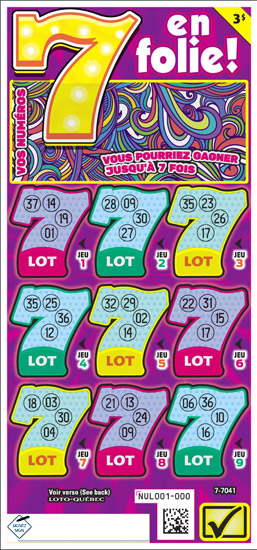 7
en
folie!
3$
VOS NUMÉROS
VOUS POURRIEZ GAGNER
JUSQU'À 7 FOIS
37 14
19
01
LOT
JEU
1
28 09
30
27
LOT
JEU
2
35 23
26
17
LOT
JEU
3
35 25
36
12
LOT
JEU
4
32 29
02
14
LOT
JEU
5
22 31
15
17
LOT
JEU
6
18 03
30
04
LOT
JEU
7
21 13
24
09
LOT
JEU
8
06 36
10
16
LOT
JEU
9
7-7041
Voir verso (See back)
LOTO-QUÉBEC
NUL001-000
SIGNEZ
SIGN